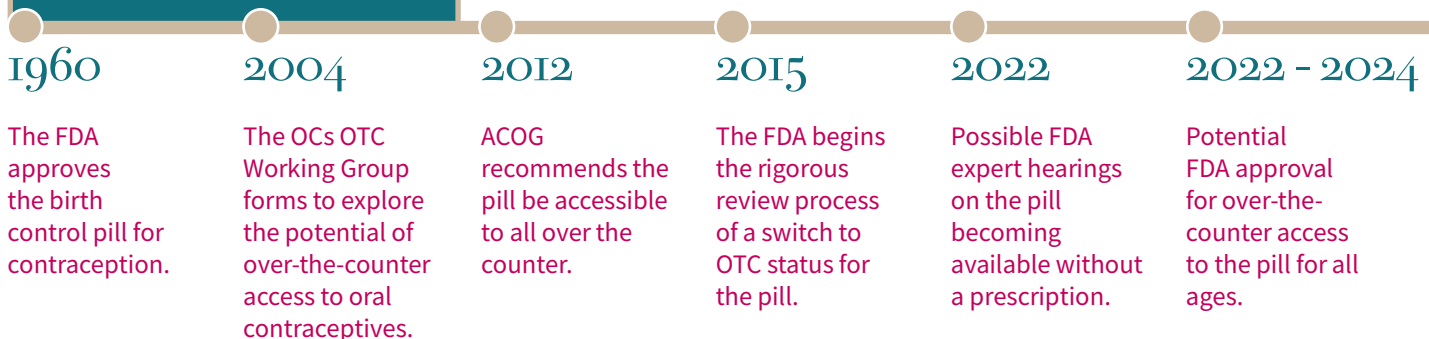 1960
The FDA
approves
the birth
control pill for
contraception.
2004
The OCs OTC
Working Group
forms to explore
the potential of
over-the-counter
access to oral
contraceptives.
2012
ACOG
recommends the
pill be accessible
to all over the
counter.
2015
The FDA begins
the rigorous
review process
of a switch to
OTC status for
the pill.
2022
Possible FDA
expert hearings
on the pill
becoming
available without
a prescription.
2022 - 2024
Potential
FDA approval
for over-the-
counter access
to the pill for all
ages.